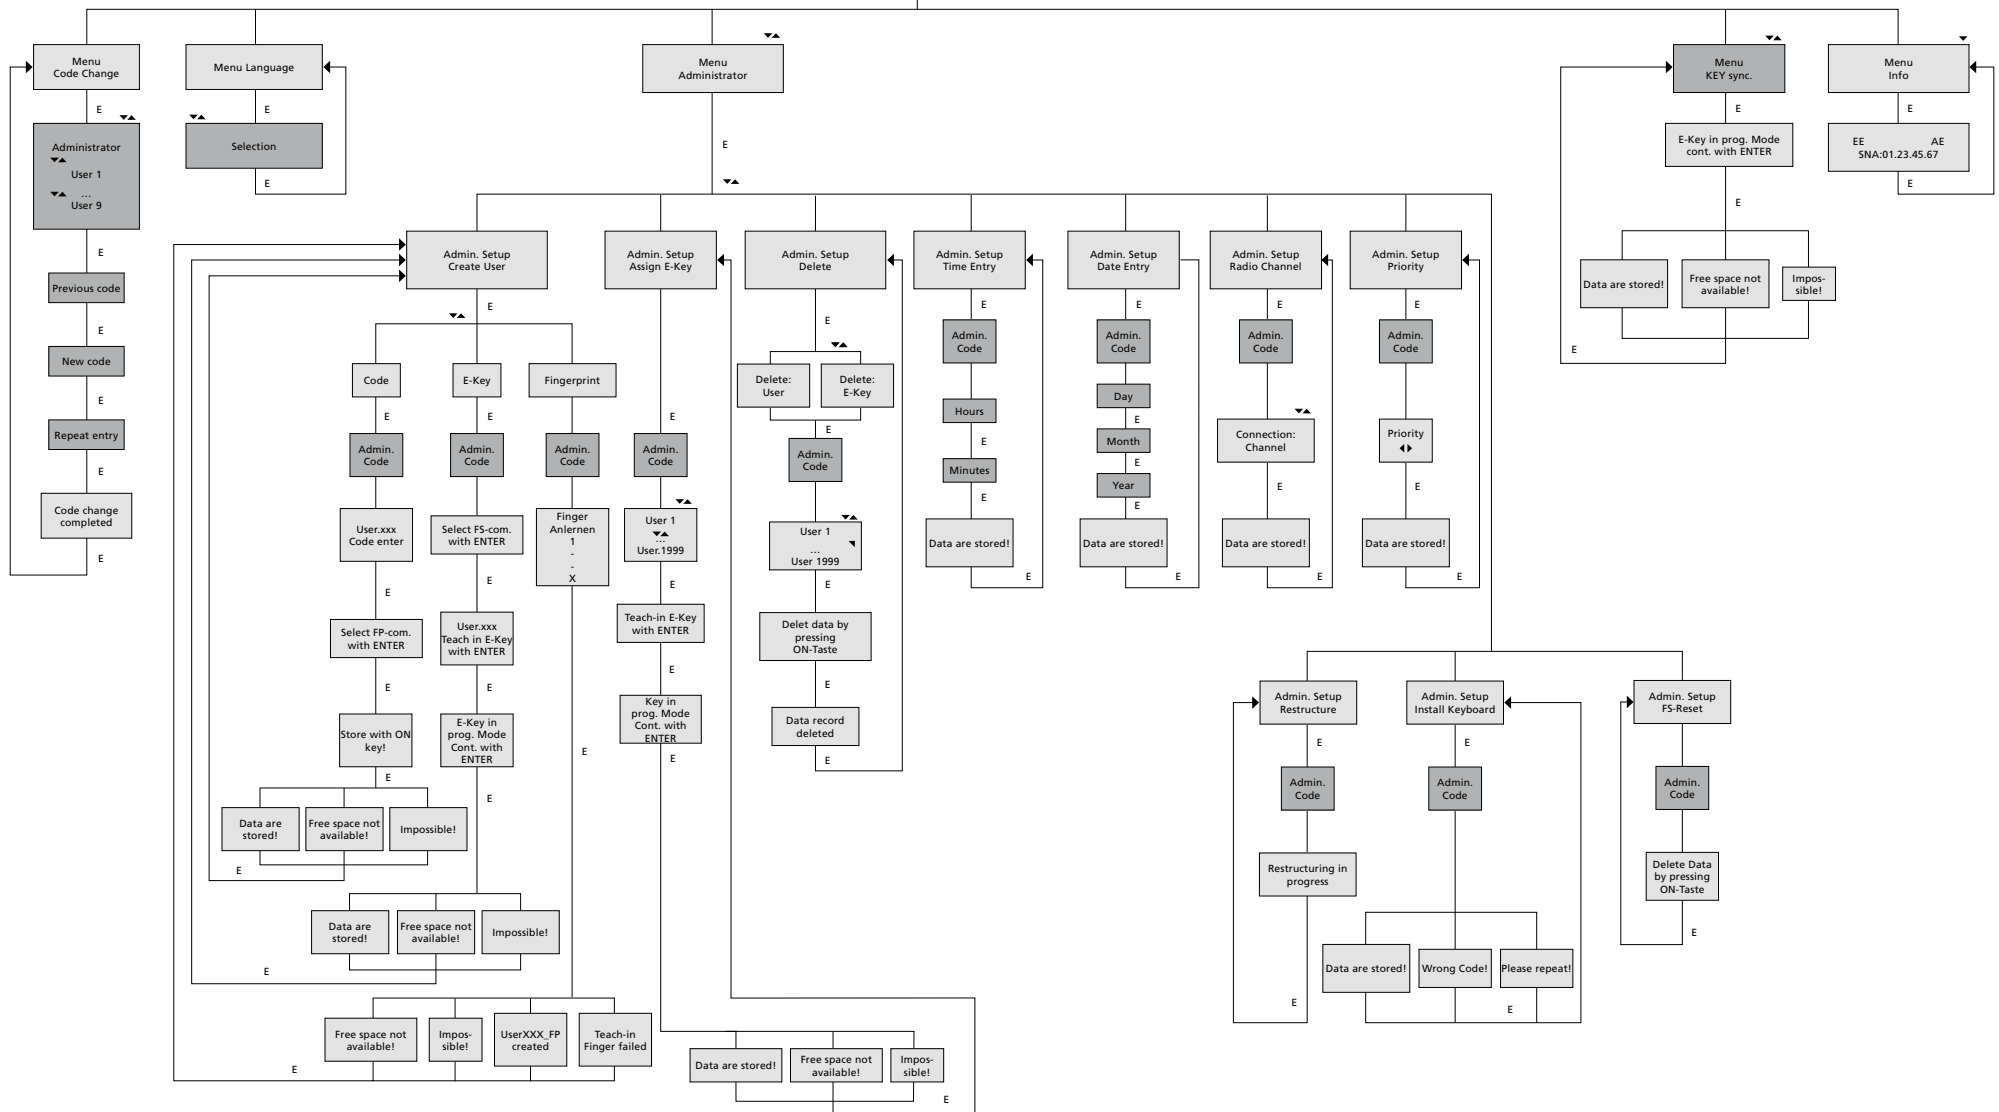 Menu
Code Change
E
Administrator
User 1
...
User 9
E
Previous code
E
New code
E
Repeat entry
E
Code change
completed
E
Menu Language
E
Selection
E
Menu
Administrator
E
Admin. Setup
Create User
E
Code
E
Admin.
Code
User.xxx
Code enter
E
Select FP-com.
with ENTER
E
Store with ON
key!
E
Data are
stored!
Free space not
available!
Impossible!
E
E-Key
E
Admin.
Code
Select FS-com.
with ENTER
E
User.xxx
Teach in E-Key
with ENTER
E
E-Key in
prog. Mode
Cont. with
ENTER
E
Data are
stored!
Free space not
available!
Impossible!
E
Fingerprint
E
Admin.
Code
Finger
Anlernen
1
-
-
X
E
Free space not
available!
Impos-
sible!
UserXXX_FP
created
Teach-in
Finger failed
E
Admin. Setup
Assign E-Key
E
Admin.
Code
User 1
...
User.1999
E
Teach-in E-Key
with ENTER
E
Key in
prog. Mode
Cont. with
ENTER
E
Data are stored!
Free space not
available!
Impos-
sible!
E
Admin. Setup
Delete
E
Delete:
User
Delete:
E-Key
E
Admin.
Code
User 1
...
User 1999
E
Delet data by
pressing
ON-Taste
E
Data record
deleted
E
Admin. Setup
Time Entry
E
Admin.
Code
Hours
E
Minutes
E
Data are stored!
E
Admin. Setup
Date Entry
E
Admin.
Code
Day
E
Month
E
Year
E
Data are stored!
E
Admin. Setup
Radio Channel
E
Admin.
Code
Connection:
Channel
E
Data are stored!
E
Admin. Setup
Priority
E
Admin.
Code
Priority
E
Data are stored!
E
Admin. Setup
Restructure
E
Admin.
Code
Restructuring in
progress
E
Admin. Setup
Install Keyboard
E
Admin.
Code
Data are stored!
Wrong Code!
Please repeat!
E
Admin. Setup
FS-Reset
E
Admin.
Code
Delete Data
by pressing
ON-Taste
E
Menu
KEY sync.
E
E-Key in prog. Mode
cont. with ENTER
E
Data are stored!
Free space not
available!
Impos-
sible!
E
Menu
Info
E
EE AE
SNA:01.23.45.67
E